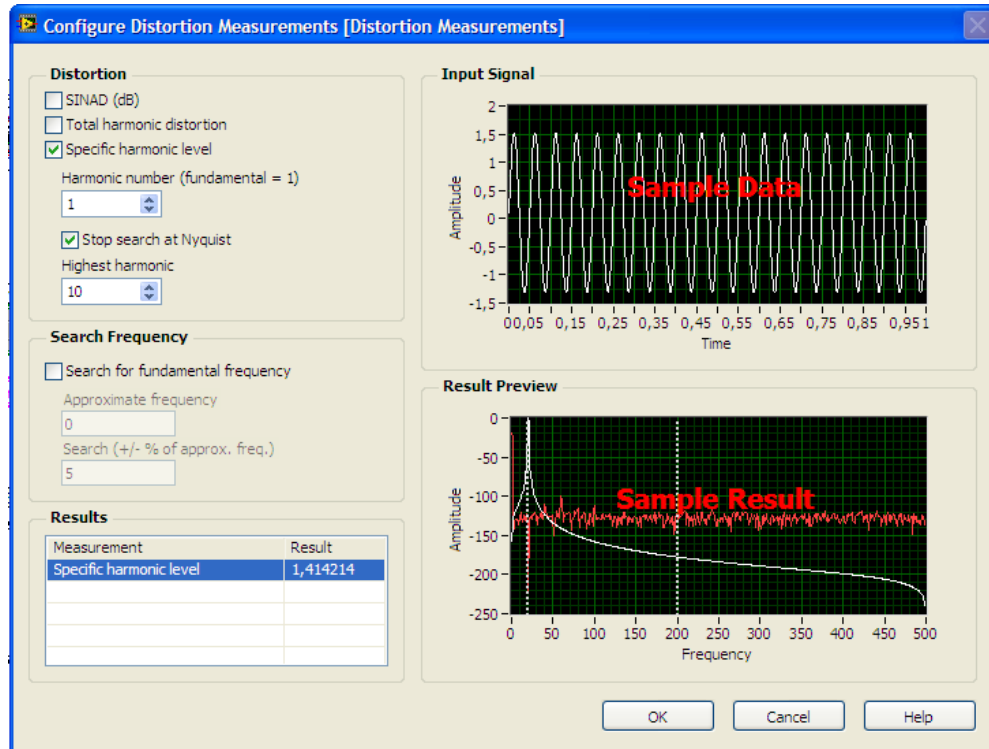 Configure Distortion Measurements [Distortion Measurements]
Distortion
SINAD (dB)
Total harmonic distortion
Specific harmonic level
Harmonic number (fundamental = 1)
1
Stop search at Nyquist
Highest harmonic
10
Search Frequency
Search for fundamental frequency
Approximate frequency
0
Search (+/- % of approx. freq.)
5
Results
Measurement Result
Specific harmonic level 1,414214
Input Signal
Amplitude
2
1,5
1
0,5
0
-0,5
-1
-1,5
Sample Data
00,05 0,15 0,25 0,35 0,45 0,55 0,65 0,75 0,85 0,951
Time
Result Preview
Amplitude
0
-50
-100
-150
-200
-250
Sample Result
0 50 100 150 200 250 300 350 400 450 500
Frequency
OK Cancel Help